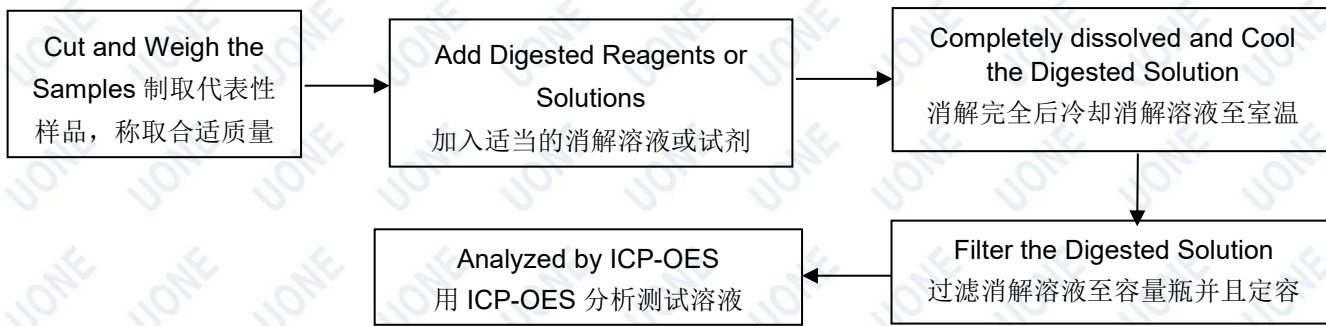 Cut and Weigh the
Samples 制取代表性
样品，称取合适质量
Add Digested Reagents or
Solutions
加入适当的消解溶液或试剂
Completely dissolved and Cool
the Digested Solution
消解完全后冷却消解溶液至室温
Filter the Digested Solution
过滤消解溶液至容量瓶并且定容
Analyzed by ICP-OES
用 ICP-OES 分析测试溶液
UONE